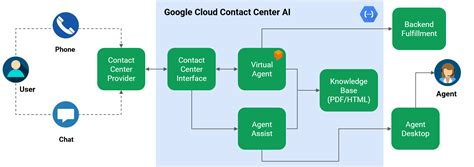 Google Cloud Contact Center AI
Phone
User
Chat
Contact
Center
Provider
Contact
Center
Interface
Virtual
Agent
Agent
Assist
Knowledge
Base
(PDF/HTML)
Backend
Fulfillment
Agent
Agent
Desktop